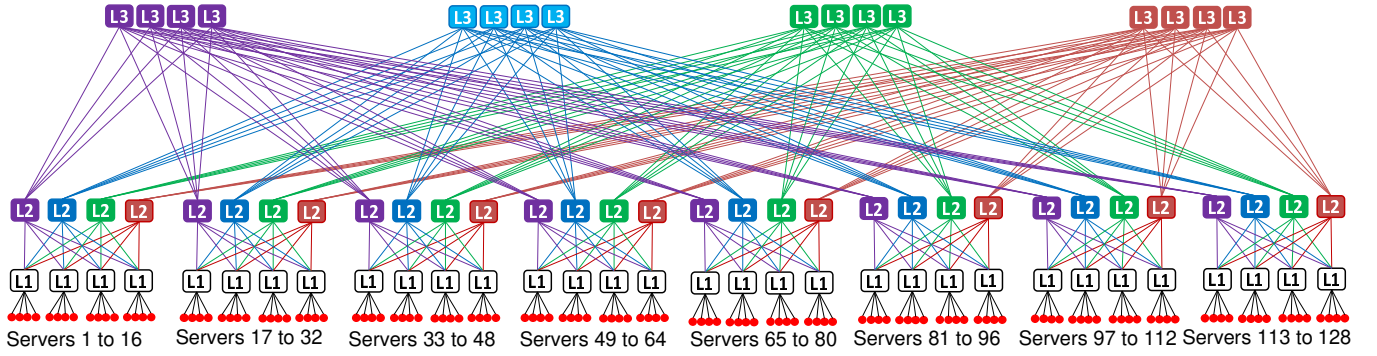 L3 L3 L3 L3 L3 L3 L3 L3 L3 L3 L3 L3 L3 L3 L3 L3
L2 L2 L2 L2 L2 L2 L2 L2 L2 L2 L2 L2 L2 L2 L2 L2 L2 L2 L2 L2 L2 L2 L2 L2 L2 L2 L2 L2 L2 L2 L2 L2
L1 L1 L1 L1 L1 L1 L1 L1 L1 L1 L1 L1 L1 L1 L1 L1 L1 L1 L1 L1 L1 L1 L1 L1 L1 L1 L1 L1 L1 L1 L1 L1
Servers 1 to 16 Servers 17 to 32 Servers 33 to 48 Servers 49 to 64 Servers 65 to 80 Servers 81 to 96 Servers 97 to 112 Servers 113 to 128